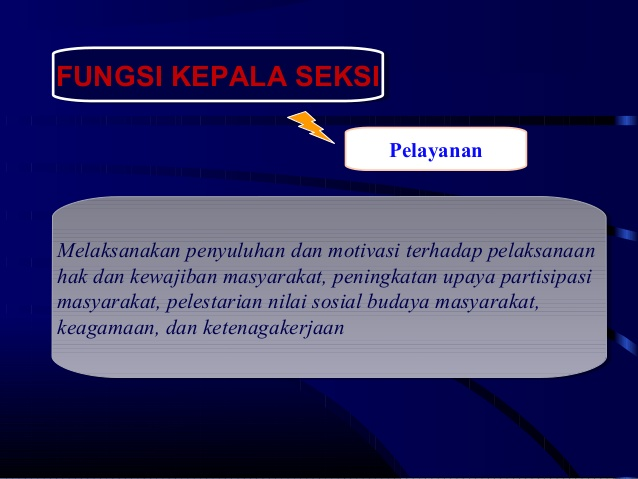 FUNGSI KEPALA SEKSI
Pelayanan
Melaksanakan penyuluhan dan motivasi terhadap pelaksanaan
hak dan kewajiban masyarakat, peningkatan upaya partisipasi
masyarakat, pelestarian nilai sosial budaya masyarakat,
keagamaan, dan ketenagakerjaan